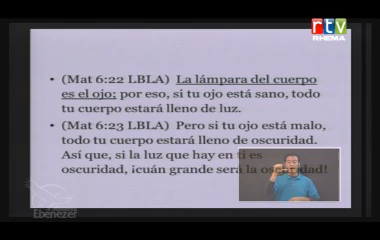 rtv
RHEMA
• (Mat 6:22 LBLA) La lámpara del cuerpo
es el ojo; por eso, si tu ojo está sano, todo
tu cuerpo estará lleno de luz.
• (Mat 6:23 LBLA) Pero si tu ojo está malo,
todo tu cuerpo estará lleno de oscuridad.
Así que, si la luz que hay en ti es
oscuridad, ¡cuán grande será la oscuridad!
Ebenezer